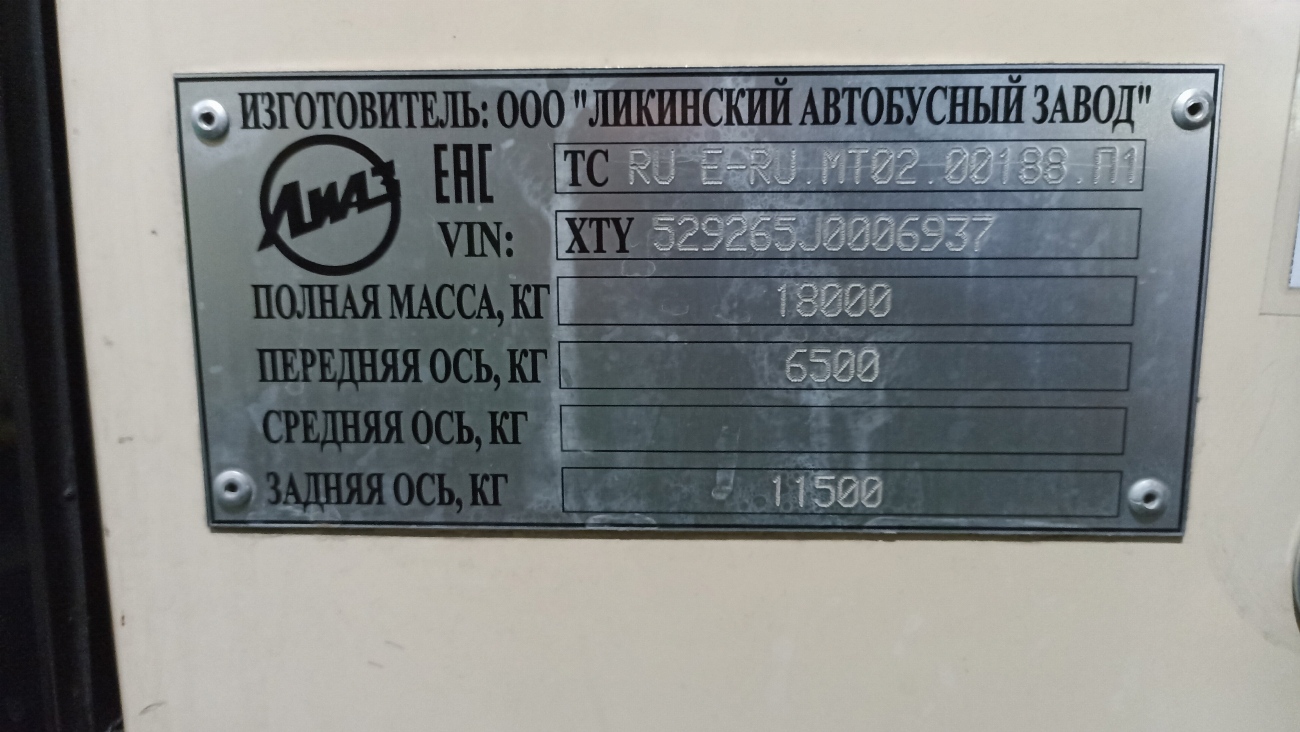 ИЗГОТОВИТЕЛЬ: ООО "ЛИКИНСКИЙ АВТОБУСНЫЙ ЗАВОД"
ЛиАЗ EAC ТС RU E-RU.MT02.00188.П1
VIN: XTY 529265J0006937
ПОЛНАЯ МАССА, КГ 18000
ПЕРЕДНЯЯ ОСЬ, КГ 6500
СРЕДНЯЯ ОСЬ, КГ
ЗАДНЯЯ ОСЬ, КГ 11500